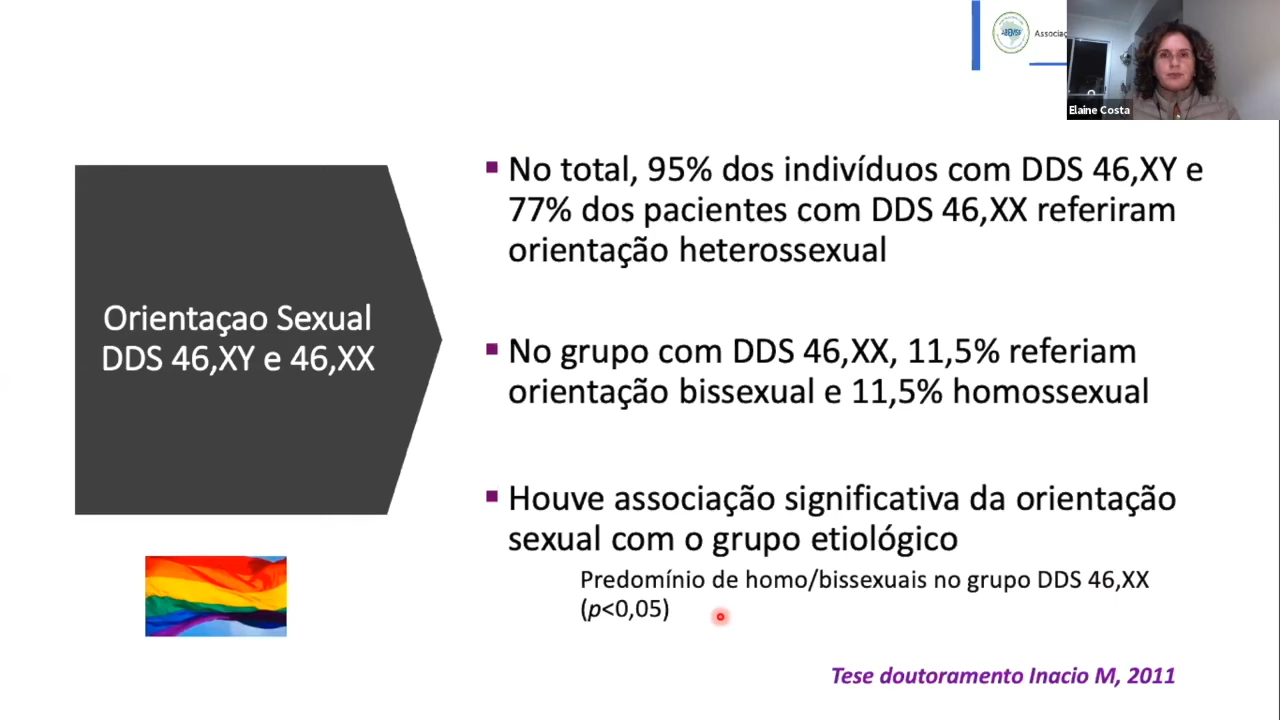 Associaç
Elaine Costa
Orientaçao Sexual
DDS 46,XY e 46,XX
No total, 95% dos indivíduos com DDS 46,XY e
77% dos pacientes com DDS 46,XX referiram
orientação heterossexual
No grupo com DDS 46,XX, 11,5% referiam
orientação bissexual e 11,5% homossexual
Houve associação significativa da orientação
sexual com o grupo etiológico
Predomínio de homo/bissexuais no grupo DDS 46,XX
(p<0,05)
Tese doutoramento Inacio M, 2011